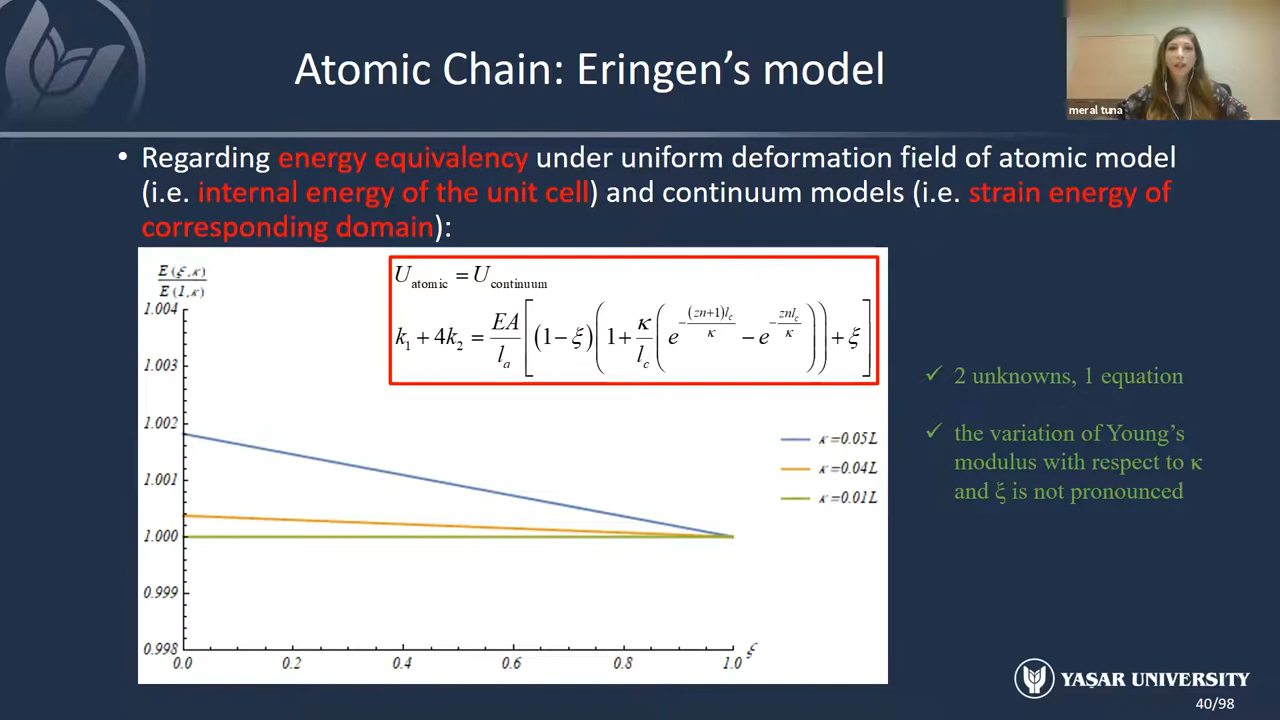 Atomic Chain: Eringen's model
meral tuna
• Regarding energy equivalency under uniform deformation field of atomic model
(i.e. internal energy of the unit cell) and continuum models (i.e. strain energy of
corresponding domain):
E (ξ,κ)
E (1,κ)
U_atomic = U_continuum
k₁ + 4k₂ = EA/l_a [(1−ξ)(1+κ/l_c (e^{−(zn+1)l_c/κ} − e^{−znl_c/κ})) + ξ]
1.004
1.003
1.002
1.001
1.000
0.999
0.998
0.0 0.2 0.4 0.6 0.8 1.0 ξ
κ=0.05L
κ=0.04L
κ=0.01L
✓ 2 unknowns, 1 equation
✓ the variation of Young's
modulus with respect to κ
and ξ is not pronounced
YAŞAR UNIVERSITY
40/98